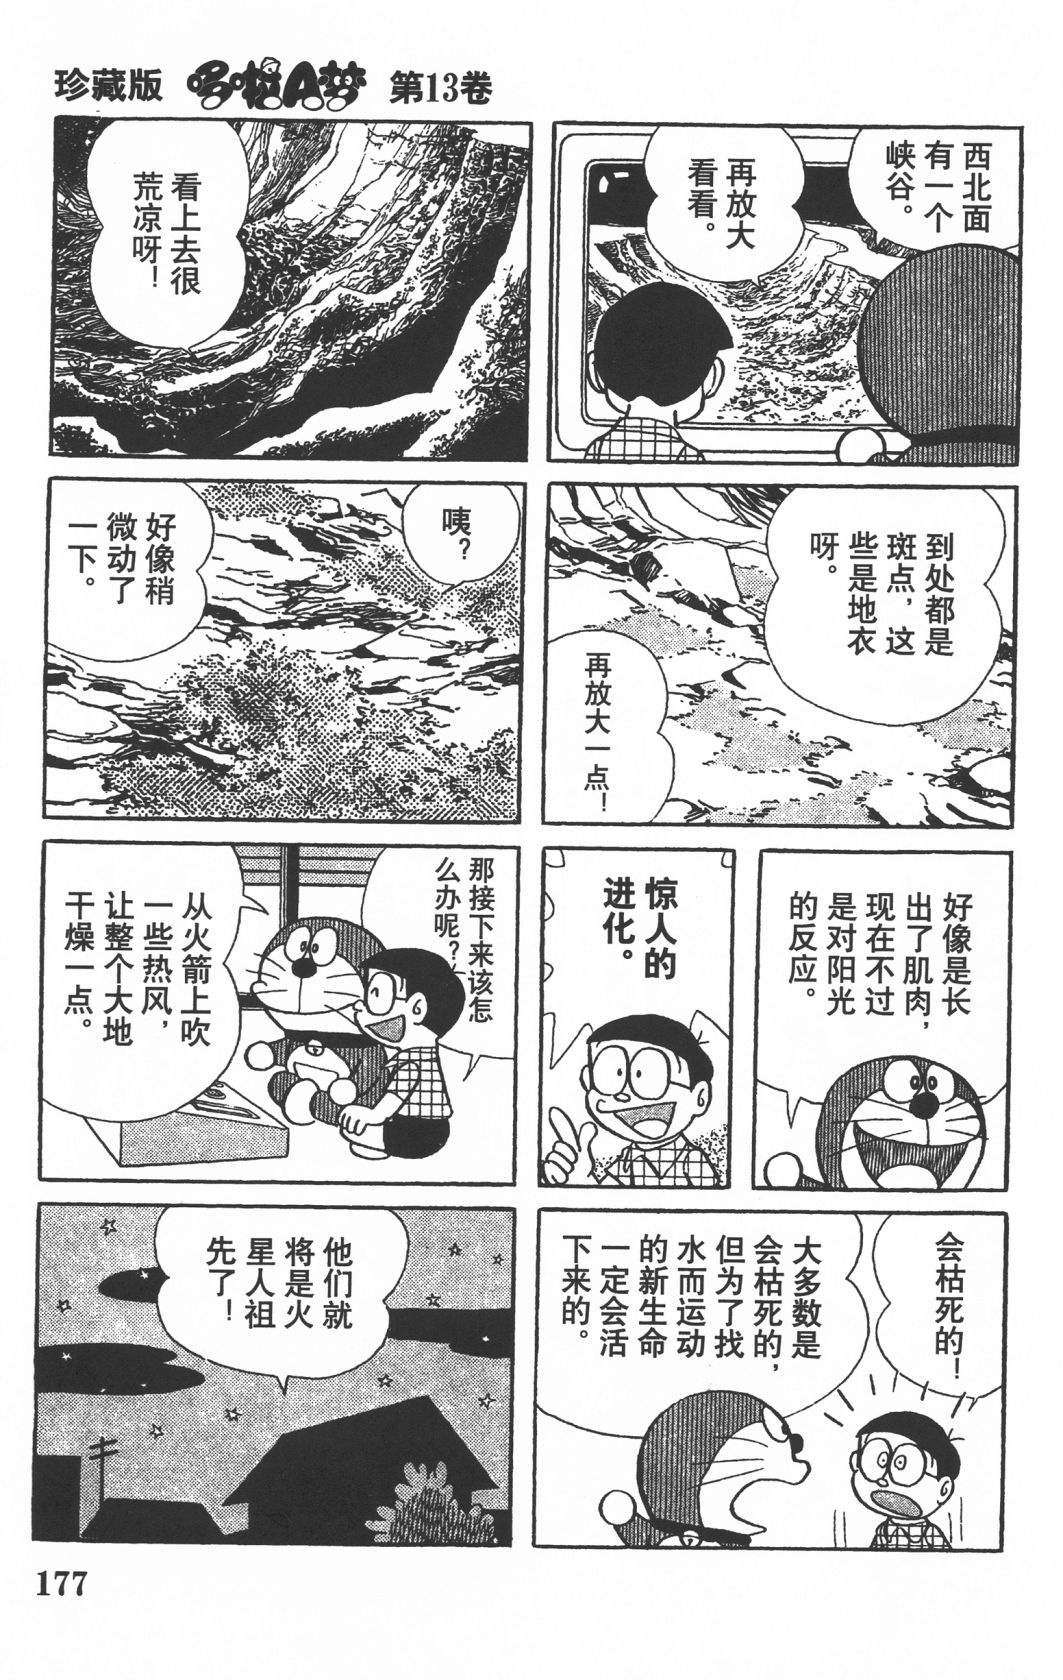 珍藏版 哆啦A梦 第13卷
西北面
有一个
峡谷。
再放大
看看。
看上去很
荒凉呀！
到处都是
斑点，这
些是地衣
呀。
再放大一点！
咦？
好像稍
微动了
一下。
好像是长
出了肌肉，
现在不过
是对阳光
的反应。
惊人的
进化。
那接下来该怎
么办呢？
从火箭上吹
一些热风，
让整个大地
干燥一点。
会枯死的！
大多数是
会枯死的，
但为了找
水而运动
的新生命
一定会活
下来的。
他们就
将是火
星人祖
先了！
177